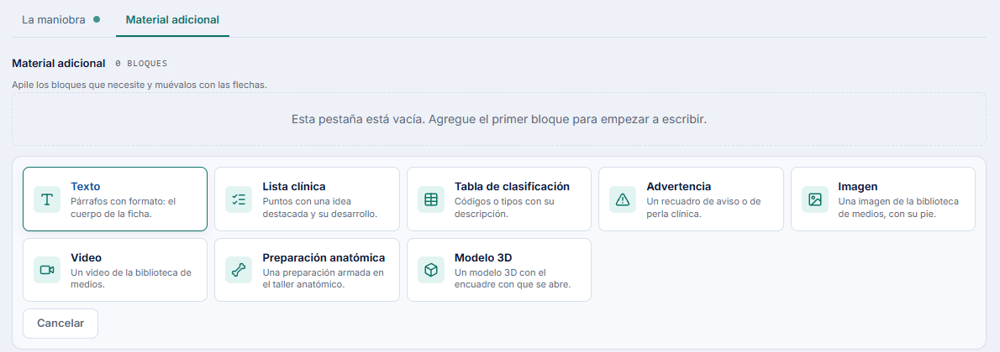 La maniobra
Material adicional
Material adicional 0 BLOQUES
Apile los bloques que necesite y muévalos con las flechas.
Esta pestaña está vacía. Agregue el primer bloque para empezar a escribir.
Texto
Párrafos con formato: el
cuerpo de la ficha.
Lista clínica
Puntos con una idea
destacada y su desarrollo.
Tabla de clasificación
Códigos o tipos con su
descripción.
Advertencia
Un recuadro de aviso o de
perla clínica.
Imagen
Una imagen de la biblioteca
de medios, con su pie.
Video
Un video de la biblioteca de
medios.
Preparación anatómica
Una preparación armada en
el taller anatómico.
Modelo 3D
Un modelo 3D con el
encuadre con que se abre.
Cancelar